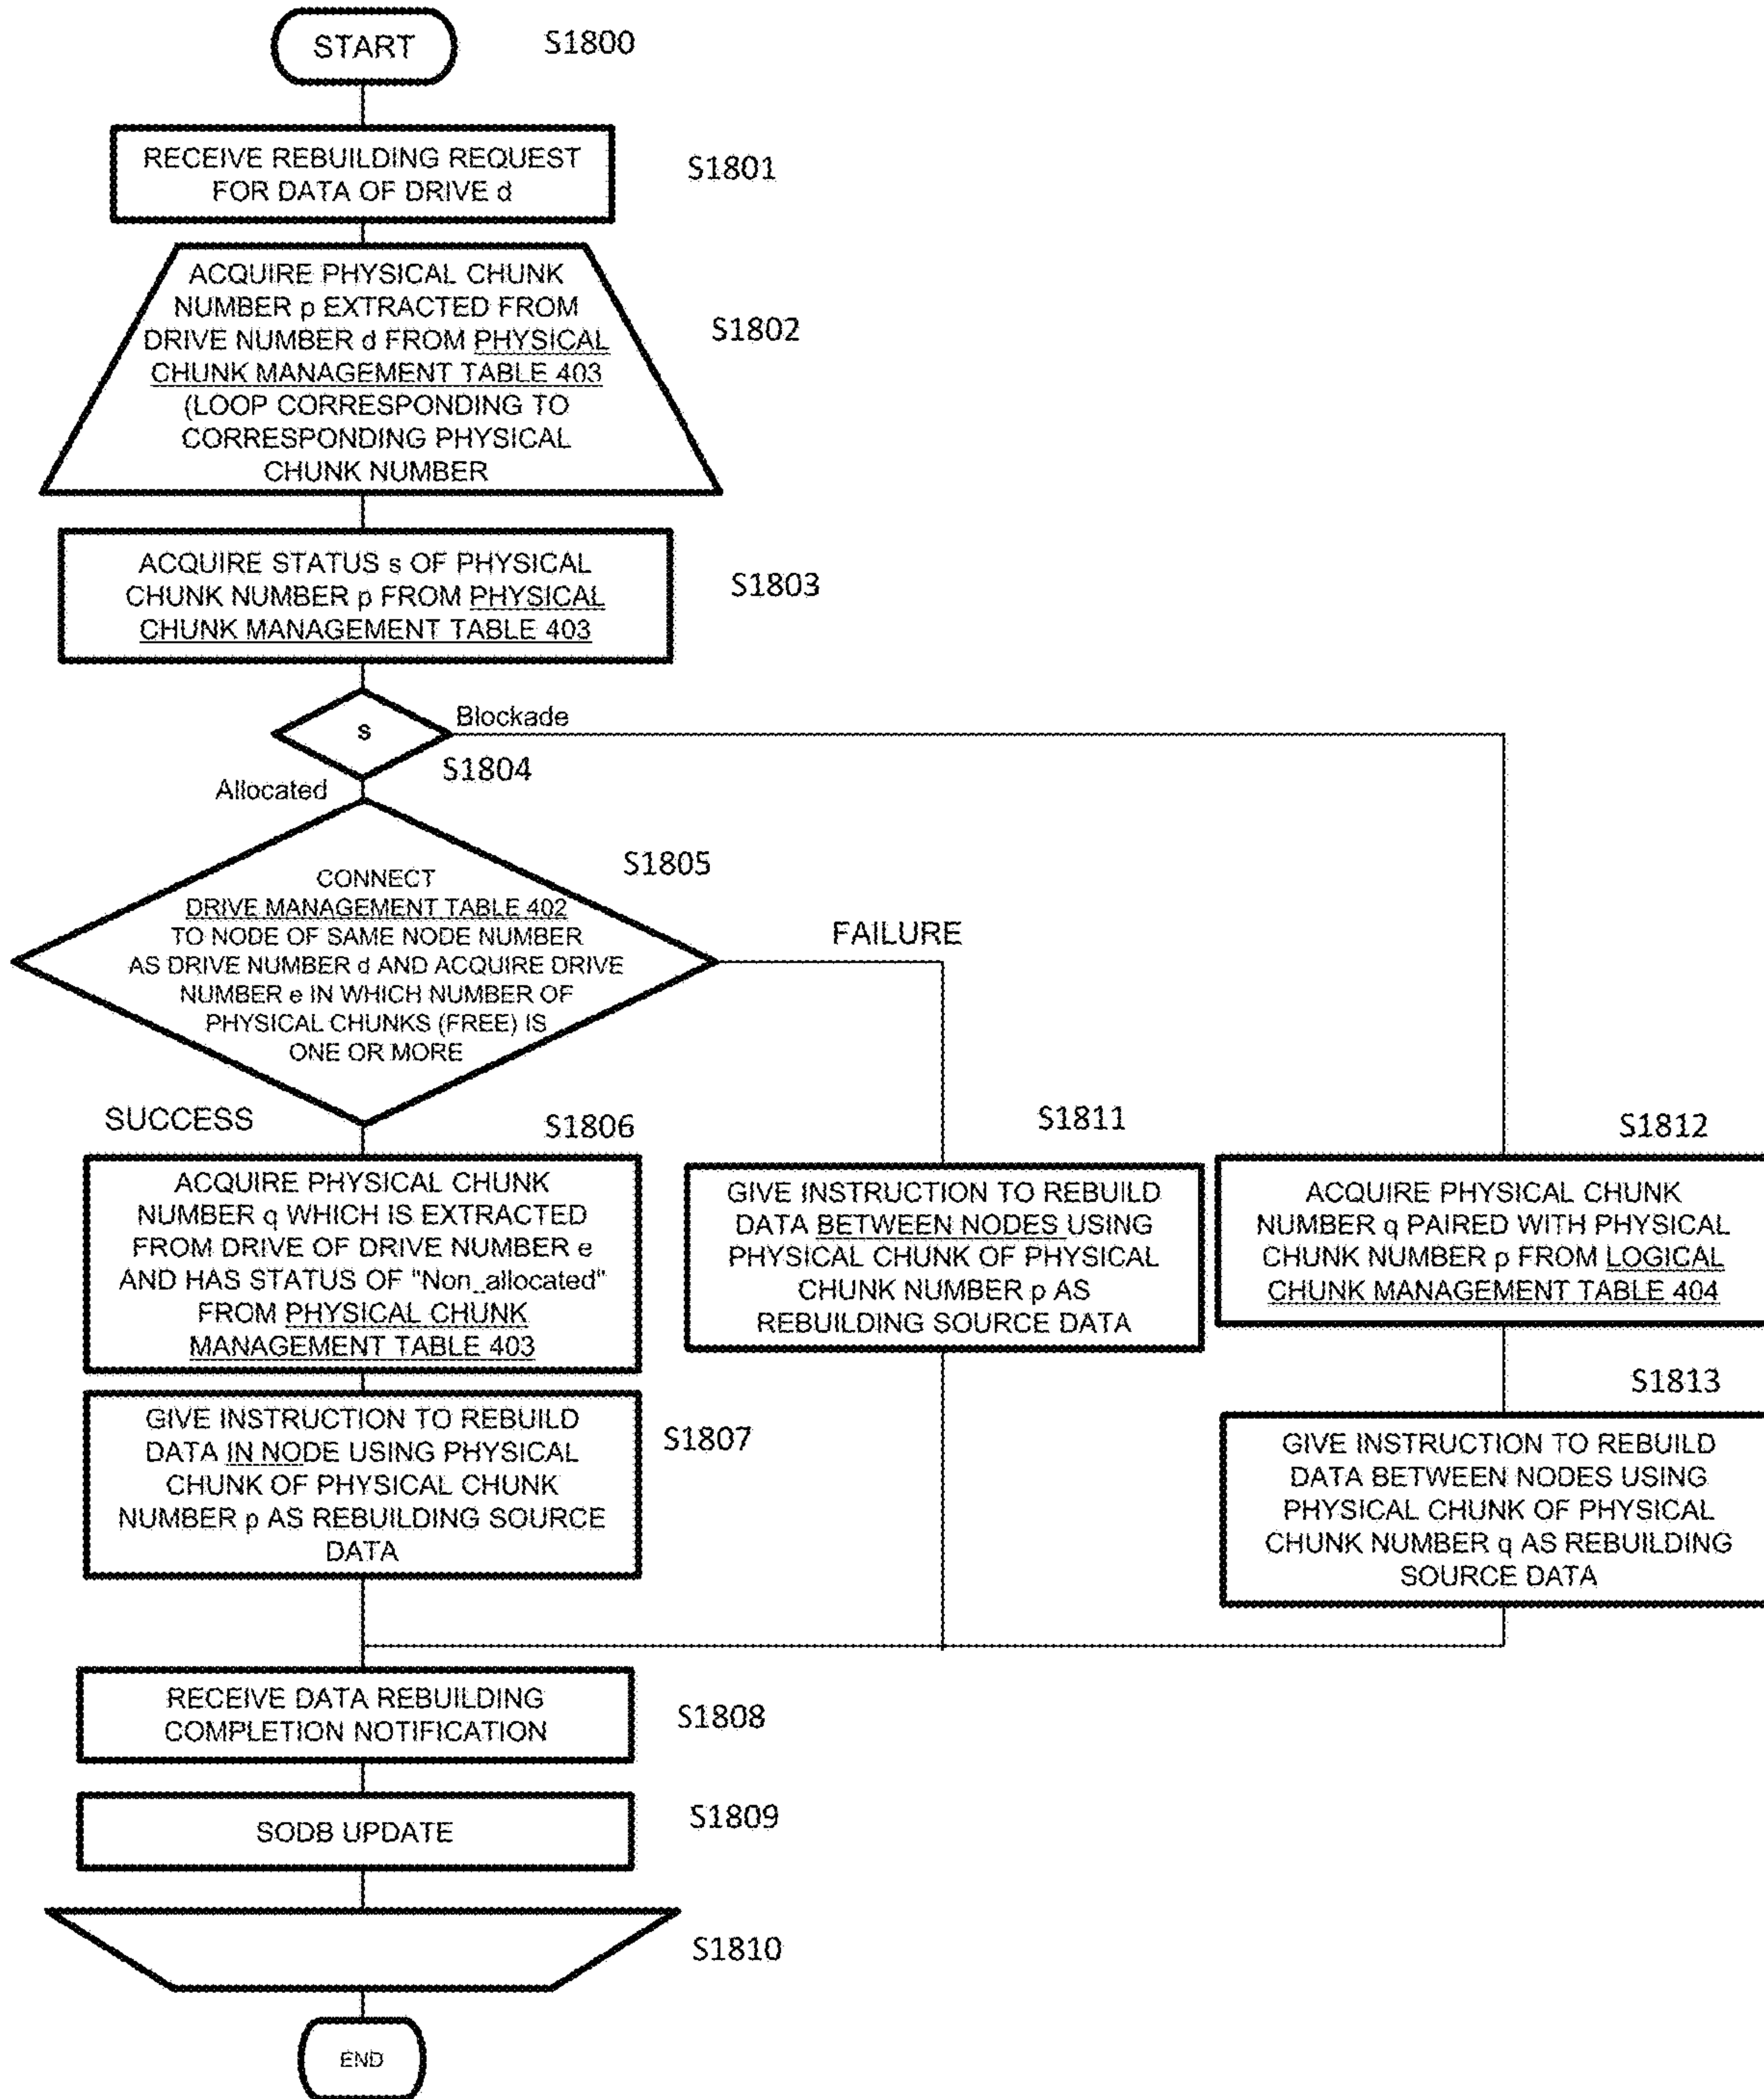 START
S1800
RECEIVE REBUILDING REQUEST
FOR DATA OF DRIVE d
S1801
ACQUIRE PHYSICAL CHUNK
NUMBER p EXTRACTED FROM
DRIVE NUMBER d FROM PHYSICAL
CHUNK MANAGEMENT TABLE 403
(LOOP CORRESPONDING TO
CORRESPONDING PHYSICAL
CHUNK NUMBER
S1802
ACQUIRE STATUS s OF PHYSICAL
CHUNK NUMBER p FROM PHYSICAL
CHUNK MANAGEMENT TABLE 403
S1803
s
Blockade
S1804
Allocated
CONNECT
DRIVE MANAGEMENT TABLE 402
TO NODE OF SAME NODE NUMBER
AS DRIVE NUMBER d AND ACQUIRE DRIVE
NUMBER e IN WHICH NUMBER OF
PHYSICAL CHUNKS (FREE) IS
ONE OR MORE
S1805
FAILURE
SUCCESS
S1806
ACQUIRE PHYSICAL CHUNK
NUMBER q WHICH IS EXTRACTED
FROM DRIVE OF DRIVE NUMBER e
AND HAS STATUS OF "Non_allocated"
FROM PHYSICAL CHUNK
MANAGEMENT TABLE 403
S1811
GIVE INSTRUCTION TO REBUILD
DATA BETWEEN NODES USING
PHYSICAL CHUNK OF PHYSICAL
CHUNK NUMBER p AS
REBUILDING SOURCE DATA
S1812
ACQUIRE PHYSICAL CHUNK
NUMBER q PAIRED WITH PHYSICAL
CHUNK NUMBER p FROM LOGICAL
CHUNK MANAGEMENT TABLE 404
GIVE INSTRUCTION TO REBUILD
DATA IN NODE USING PHYSICAL
CHUNK OF PHYSICAL CHUNK
NUMBER p AS REBUILDING SOURCE
DATA
S1807
S1813
GIVE INSTRUCTION TO REBUILD
DATA BETWEEN NODES USING
PHYSICAL CHUNK OF PHYSICAL
CHUNK NUMBER q AS REBUILDING
SOURCE DATA
RECEIVE DATA REBUILDING
COMPLETION NOTIFICATION
S1808
SODB UPDATE
S1809
S1810
END